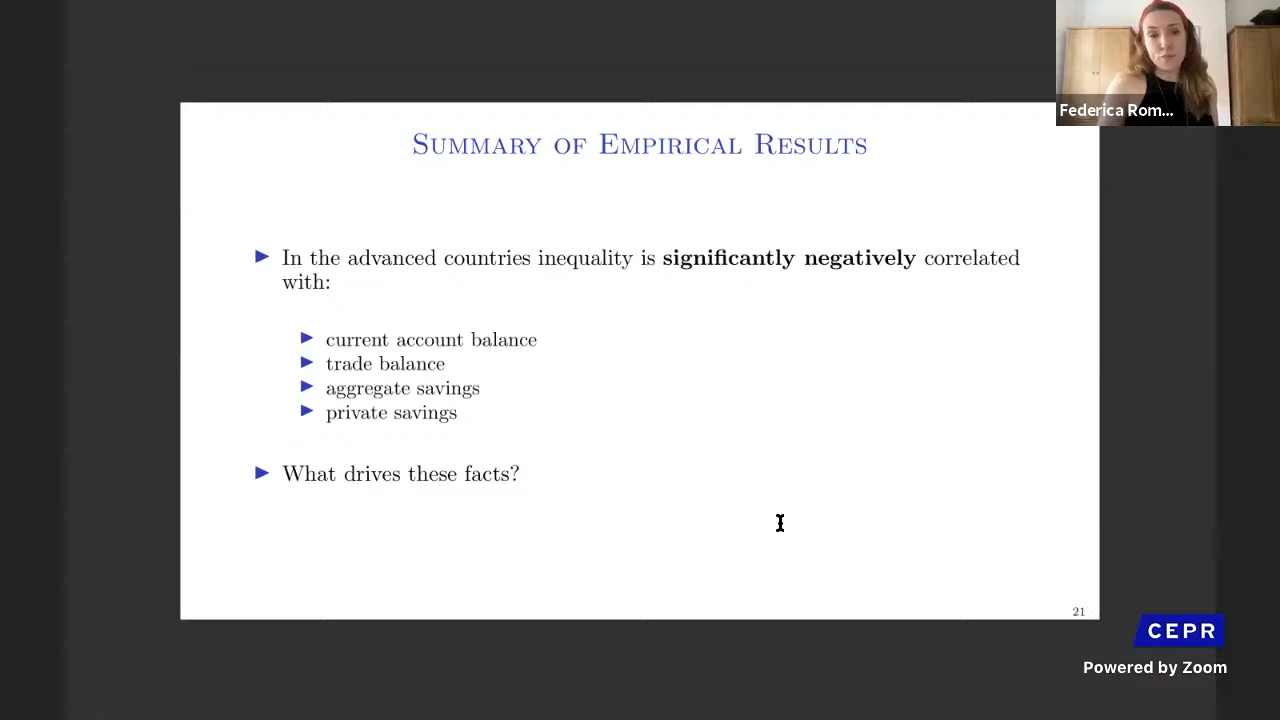 Federica Rom...
SUMMARY OF EMPIRICAL RESULTS
In the advanced countries inequality is significantly negatively correlated
with:
current account balance
trade balance
aggregate savings
private savings
What drives these facts?
21
CEPR
Powered by Zoom